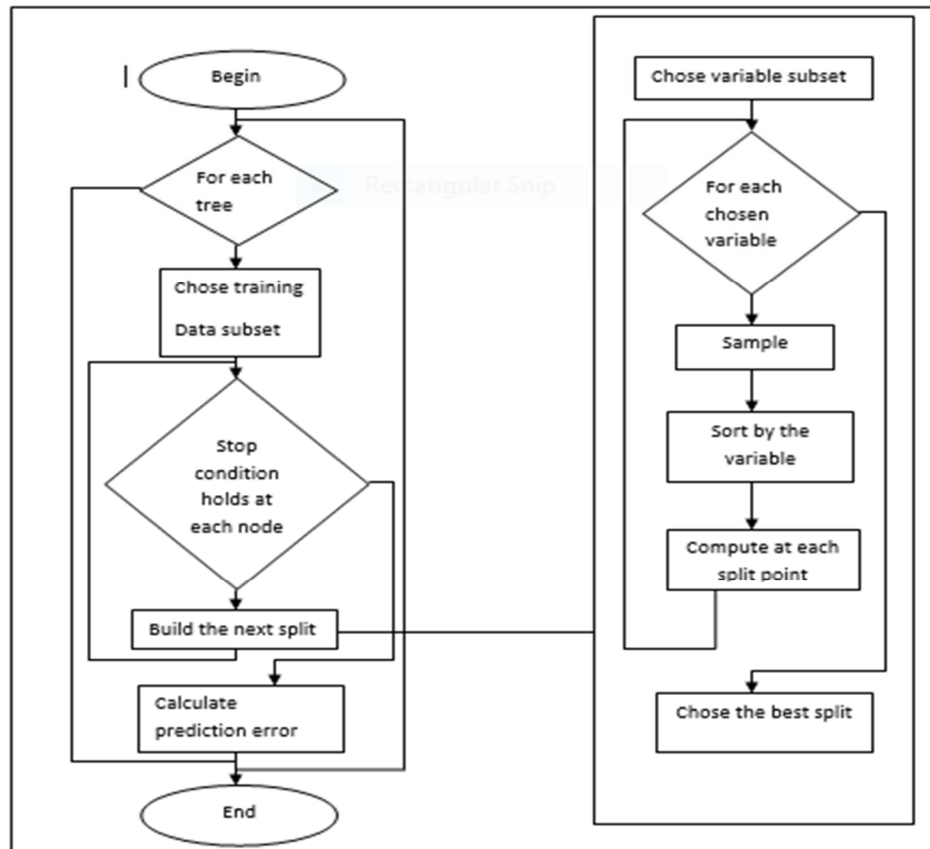 Begin
For each
tree
Chose training
Data subset
Stop
condition
holds at
each node
Build the next split
Calculate
prediction error
End
Rectangular Snip
Chose variable subset
For each
chosen
variable
Sample
Sort by the
variable
Compute at each
split point
Chose the best split